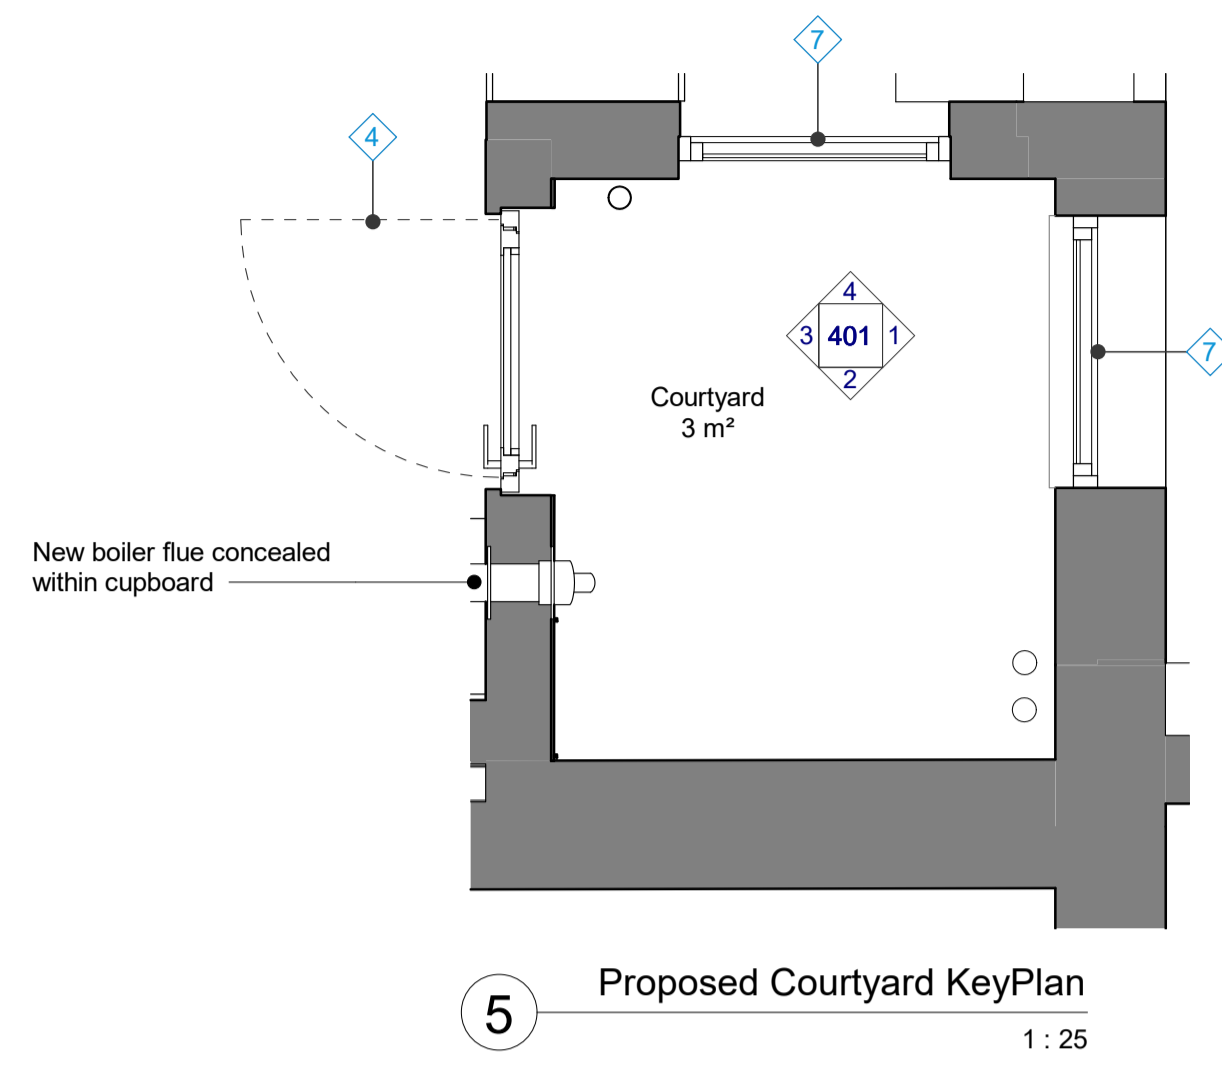 7
4
4
3 401 1
2
7
Courtyard
3 m²
New boiler flue concealed
within cupboard
5
Proposed Courtyard KeyPlan
1 : 25